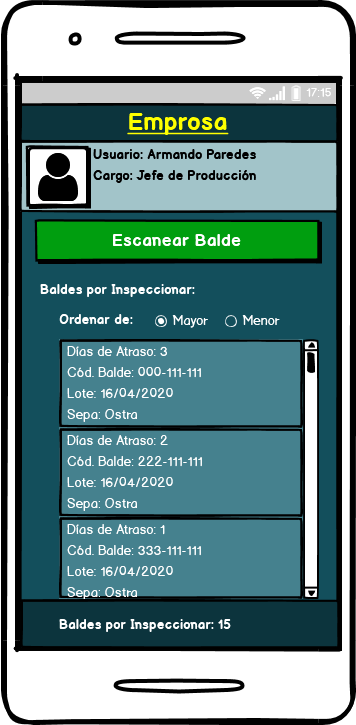 17:15
Emprosa
Usuario: Armando Paredes
Cargo: Jefe de Producción
Escanear Balde
Baldes por Inspeccionar:
Ordenar de: Mayor Menor
Días de Atraso: 3
Cód. Balde: 000-111-111
Lote: 16/04/2020
Sepa: Ostra
Días de Atraso: 2
Cód. Balde: 222-111-111
Lote: 16/04/2020
Sepa: Ostra
Días de Atraso: 1
Cód. Balde: 333-111-111
Lote: 16/04/2020
Sepa: Ostra
Baldes por Inspeccionar: 15